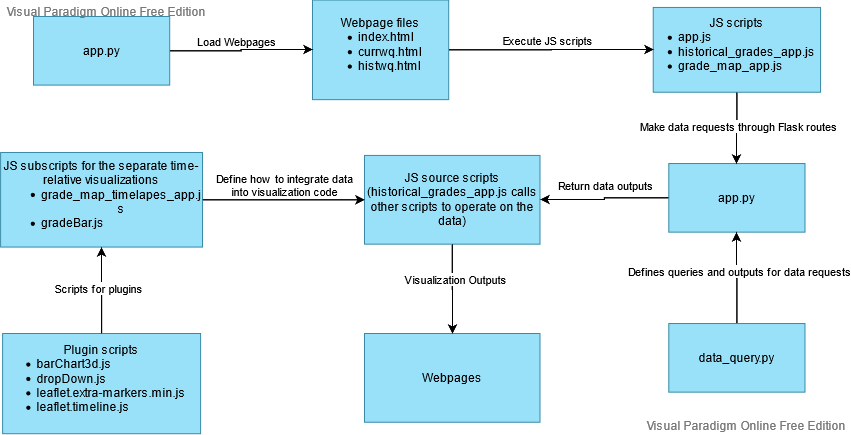 Visual Paradigm Online Free Edition
app.py
Load Webpages
Webpage files
index.html
currwq.html
histwq.html
Execute JS scripts
JS scripts
app.js
historical_grades_app.js
grade_map_app.js
Make data requests through Flask routes
JS subscripts for the separate time-
relative visualizations
grade_map_timelapes_app.j
s
gradeBar.js
Define how to integrate data
into visualization code
JS source scripts
(historical_grades_app.js calls
other scripts to operate on the
data)
Return data outputs
app.py
Scripts for plugins
Visualization Outputs
Defines queries and outputs for data requests
Plugin scripts
barChart3d.js
dropDown.js
leaflet.extra-markers.min.js
leaflet.timeline.js
Webpages
data_query.py
Visual Paradigm Online Free Edition